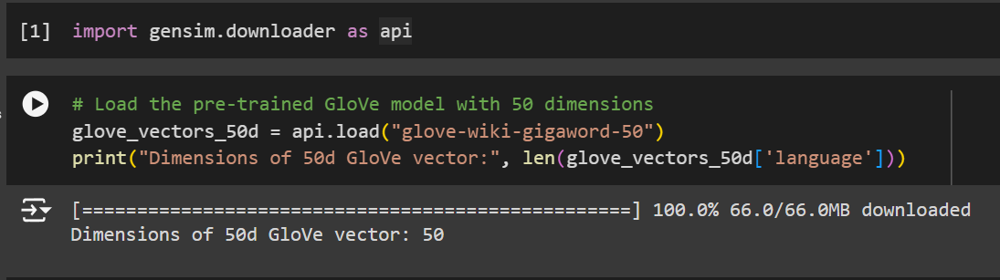 [1] import gensim.downloader as api
# Load the pre-trained GloVe model with 50 dimensions
glove_vectors_50d = api.load("glove-wiki-gigaword-50")
print("Dimensions of 50d GloVe vector:", len(glove_vectors_50d['language']))
[==================================================] 100.0% 66.0/66.0MB downloaded
Dimensions of 50d GloVe vector: 50